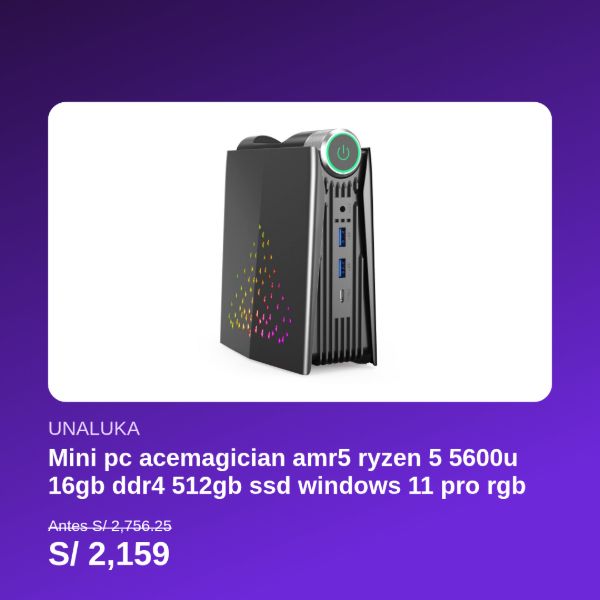 UNALUKA
Mini pc acemagician amr5 ryzen 5 5600u
16gb ddr4 512gb ssd windows 11 pro rgb
Antes S/ 2,756.25
S/ 2,159